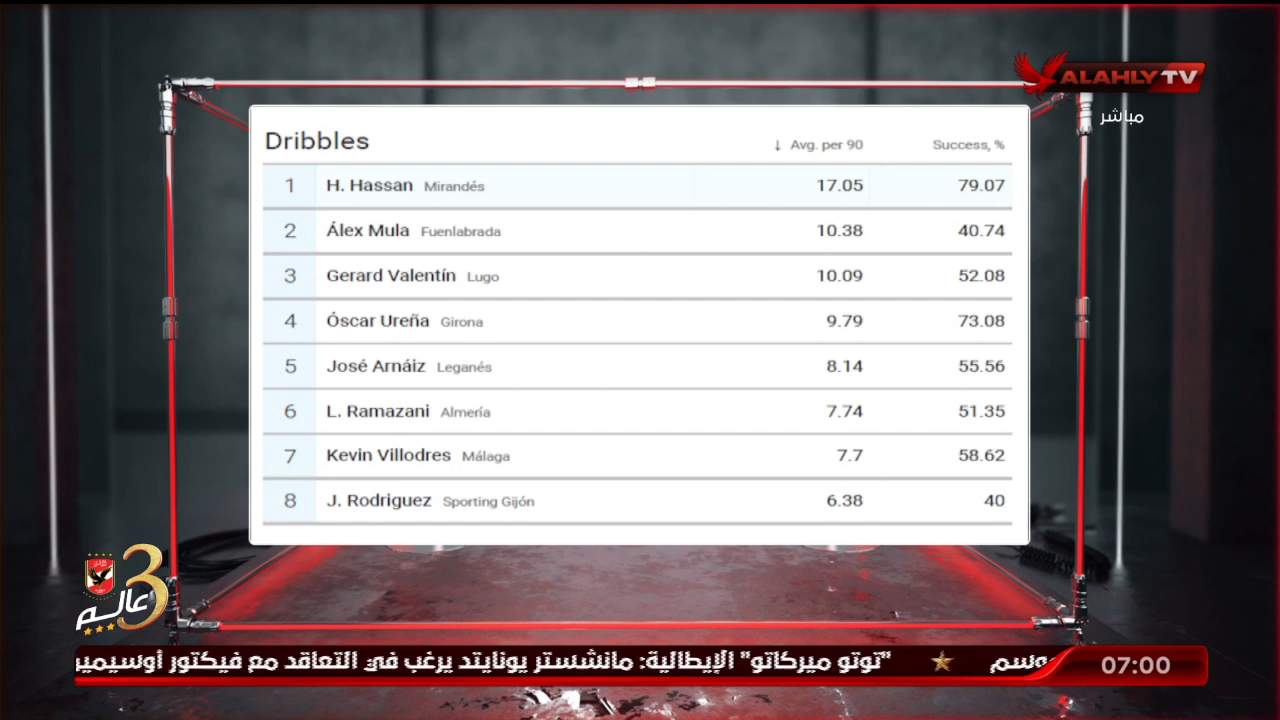 ALAHLY TV
مباشر
Dribbles ↓ Avg. per 90 Success, %
1 H. Hassan Mirandés 17.05 79.07
2 Álex Mula Fuenlabrada 10.38 40.74
3 Gerard Valentín Lugo 10.09 52.08
4 Óscar Ureña Girona 9.79 73.08
5 José Arnáiz Leganés 8.14 55.56
6 L. Ramazani Almería 7.74 51.35
7 Kevin Villodres Málaga 7.7 58.62
8 J. Rodriguez Sporting Gijón 6.38 40
3 عالم
"توتو ميركاتو" الإيطالية: مانشستر يونايتد يرغب في التعاقد مع فيكتور أوسيمير
07:00